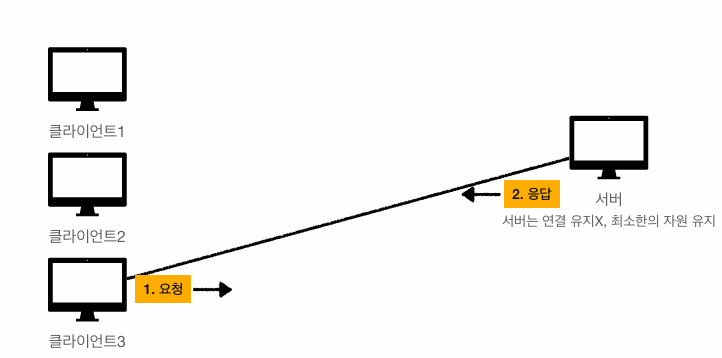 클라이언트1
클라이언트2
클라이언트3
1. 요청
2. 응답
서버
서버는 연결 유지X, 최소한의 자원 유지